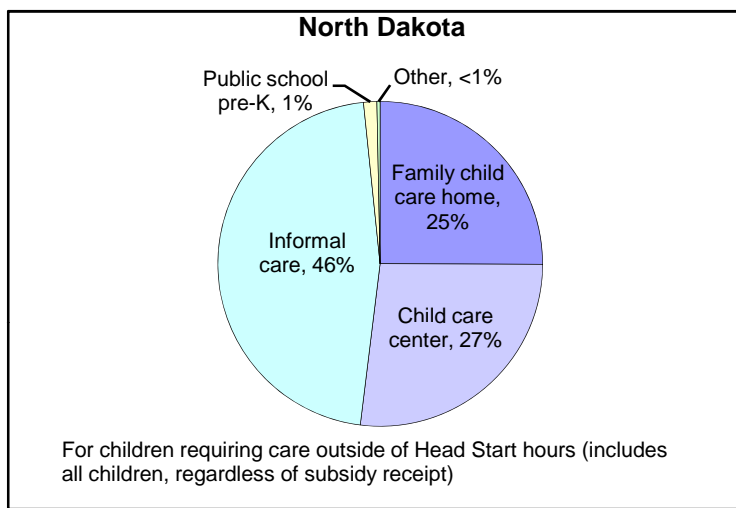 North Dakota
Public school
pre-K, 1%
Other, <1%
Family child
care home,
25%
Informal
care, 46%
Child care
center, 27%
For children requiring care outside of Head Start hours (includes
all children, regardless of subsidy receipt)